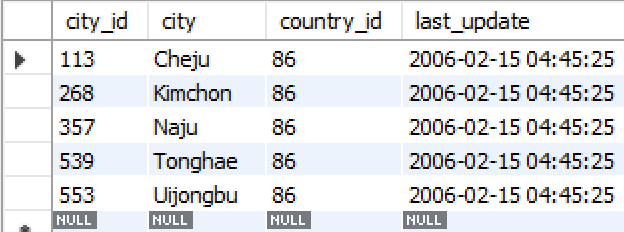 city_id city country_id last_update
113 Cheju 86 2006-02-15 04:45:25
268 Kimchon 86 2006-02-15 04:45:25
357 Naju 86 2006-02-15 04:45:25
539 Tonghae 86 2006-02-15 04:45:25
553 Uijongbu 86 2006-02-15 04:45:25
NULL NULL NULL NULL